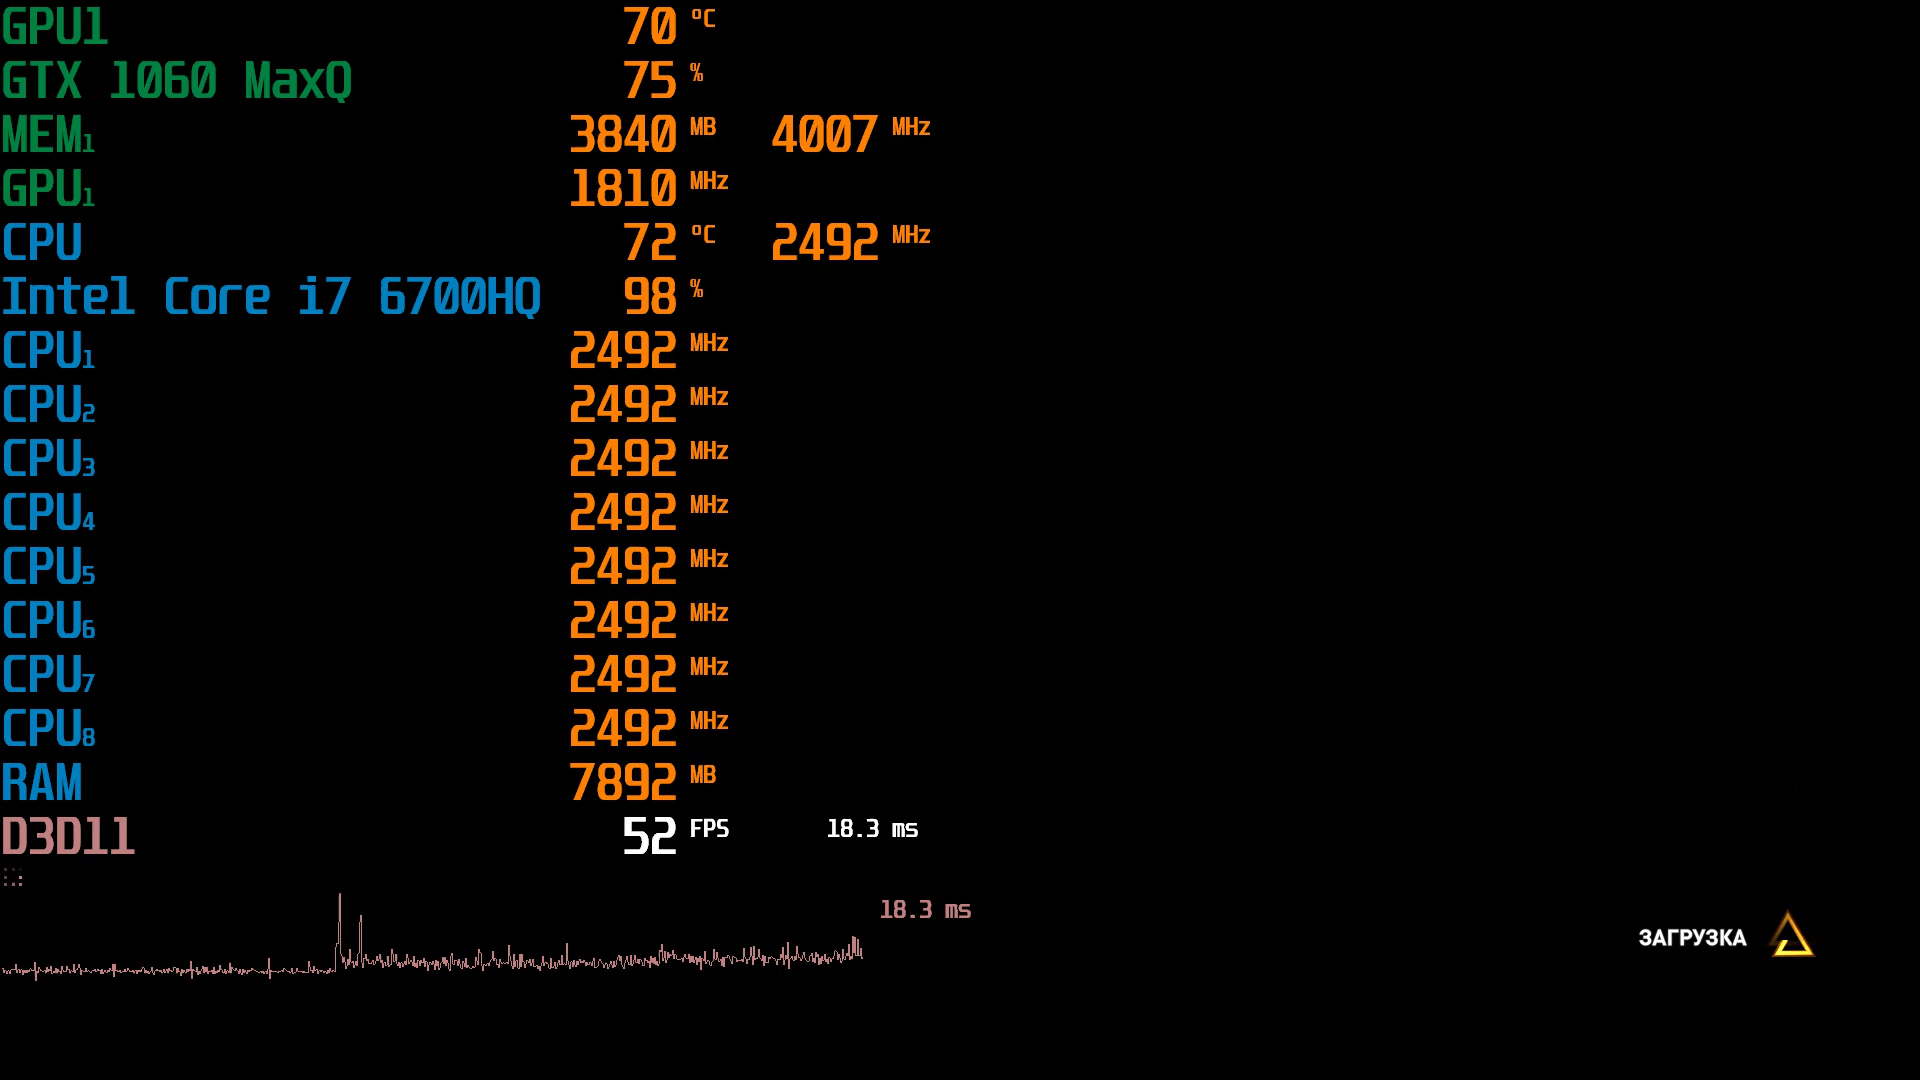 GPU1 70 °C
GTX 1060 MaxQ 75 %
MEM1 3840 MB 4007 MHz
GPU1 1810 MHz
CPU 72 °C 2492 MHz
Intel Core i7 6700HQ 98 %
CPU1 2492 MHz
CPU2 2492 MHz
CPU3 2492 MHz
CPU4 2492 MHz
CPU5 2492 MHz
CPU6 2492 MHz
CPU7 2492 MHz
CPU8 2492 MHz
RAM 7892 MB
D3D11 52 FPS 18.3 ms
18.3 ms
ЗАГРУЗКА